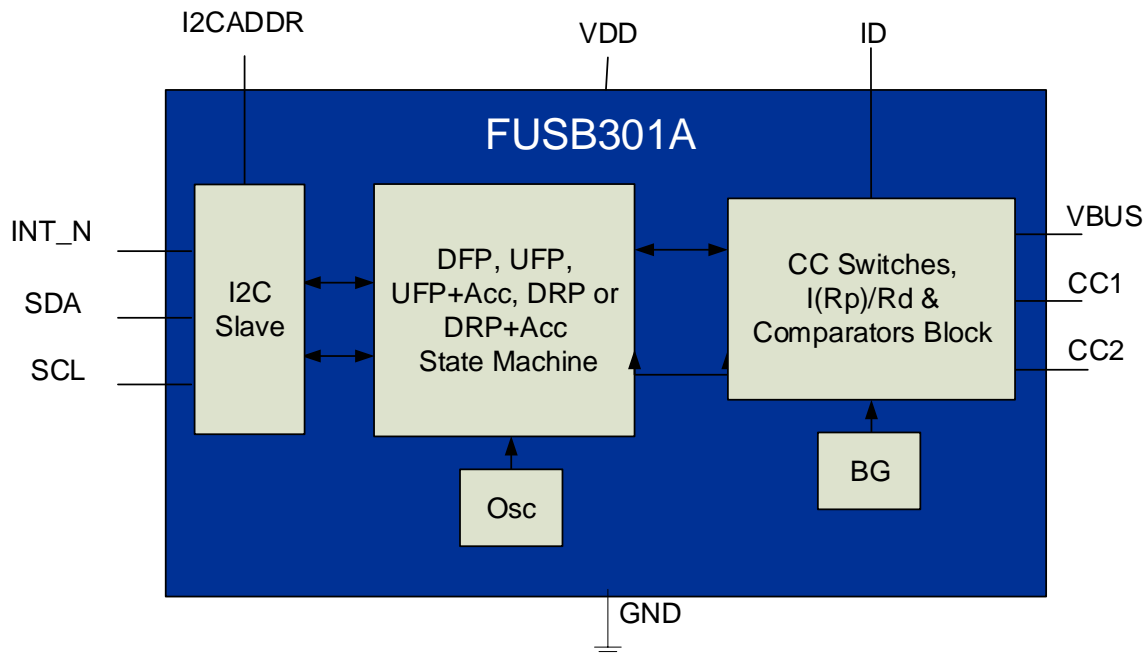 I2CADDR
VDD
ID
FUSB301A
INT_N
SDA
SCL
I2C
Slave
DFP, UFP,
UFP+Acc, DRP or
DRP+Acc
State Machine
CC Switches,
I(Rp)/Rd &
Comparators Block
VBUS
CC1
CC2
Osc
BG
GND